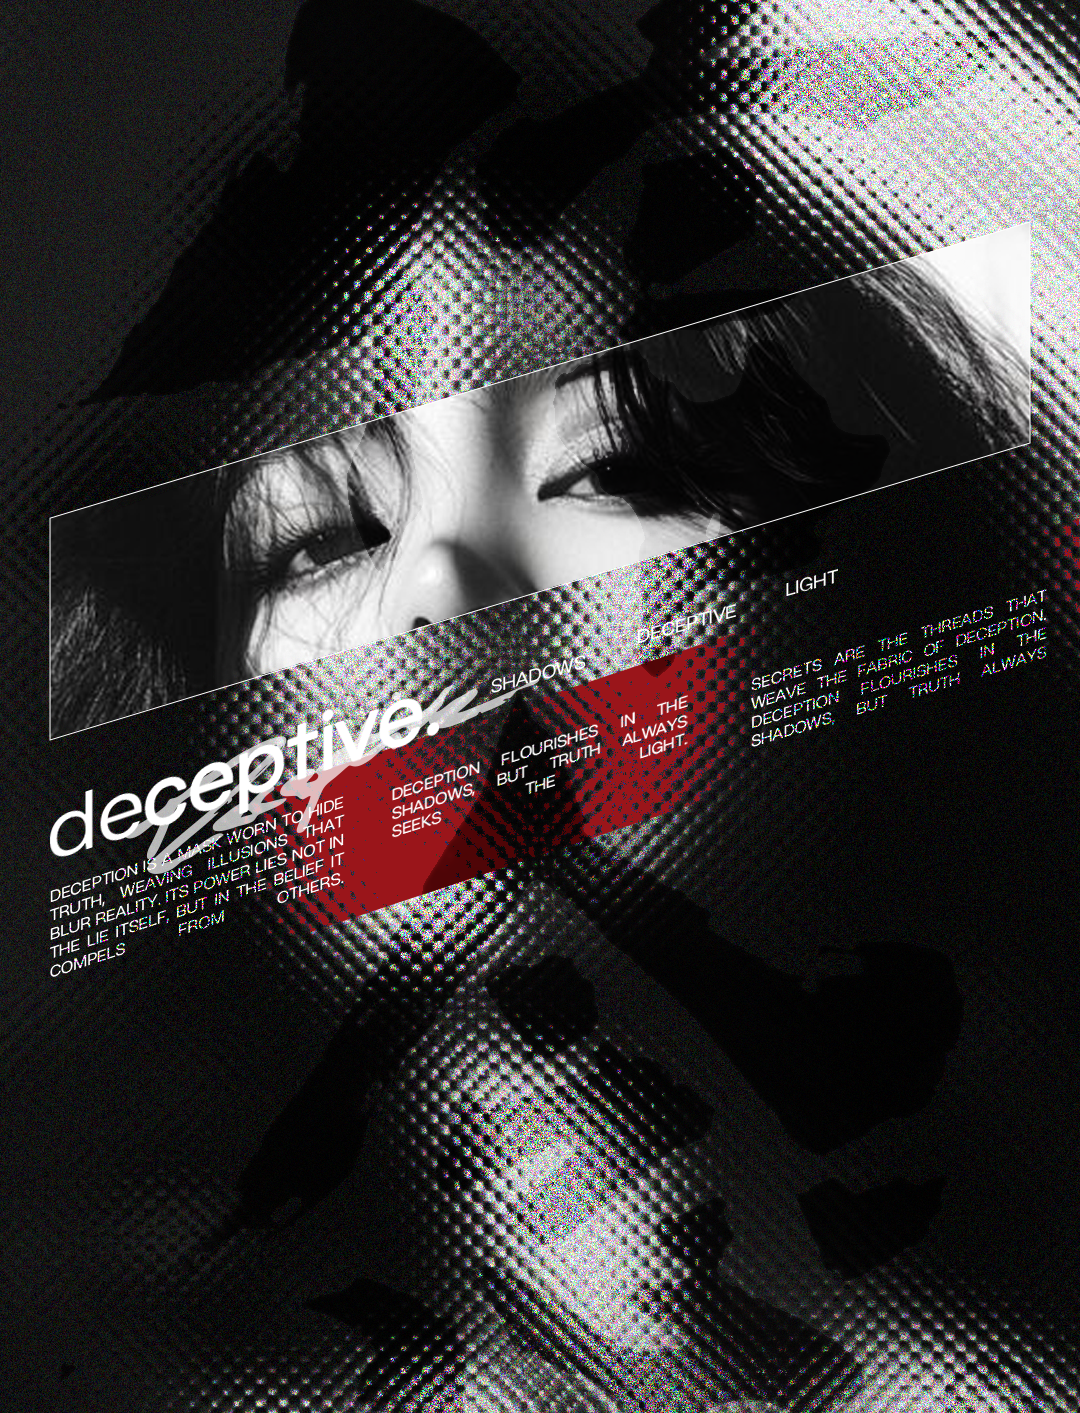 SHADOWS
DECEPTIVE
LIGHT
deceptive.
DECEPTION IS A MASK WORN TO HIDE
TRUTH, WEAVING ILLUSIONS THAT
BLUR REALITY. ITS POWER LIES NOT IN
THE LIE ITSELF, BUT IN THE BELIEF IT
COMPELS FROM OTHERS.
DECEPTION FLOURISHES IN THE
SHADOWS, BUT TRUTH ALWAYS
SEEKS THE LIGHT.
SECRETS ARE THE THREADS THAT
WEAVE THE FABRIC OF DECEPTION.
DECEPTION FLOURISHES IN THE
SHADOWS, BUT TRUTH ALWAYS